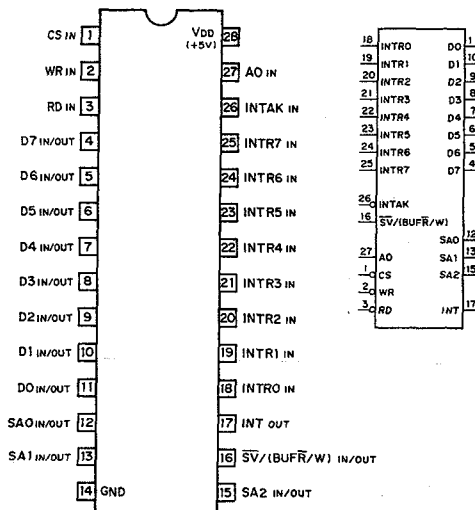 CS IN 1
WR IN 2
RD IN 3
D7 IN/OUT 4
D6 IN/OUT 5
D5 IN/OUT 6
D4 IN/OUT 7
D3 IN/OUT 8
D2 IN/OUT 9
D1 IN/OUT 10
D0 IN/OUT 11
SA0 IN/OUT 12
SA1 IN/OUT 13
14 GND
VDD 28
(+5V)
27 A0 IN
26 INTAK IN
25 INTR7 IN
24 INTR6 IN
23 INTR5 IN
22 INTR4 IN
21 INTR3 IN
20 INTR2 IN
19 INTR1 IN
18 INTR0 IN
17 INT OUT
16 S̅V̅/(BUFR̅/W) IN/OUT
15 SA2 IN/OUT
18 INTR0 D0 1
19 INTR1 D1 10
20 INTR2 D2 9
21 INTR3 D3 8
22 INTR4 D4 7
23 INTR5 D5 6
24 INTR6 D6 5
25 INTR7 D7 4
26 INTAK
16 S̅V̅/(BUFR̅/W)
SA0 12
27 A0 SA1 13
1 CS SA2 15
2 WR
3 RD INT 17